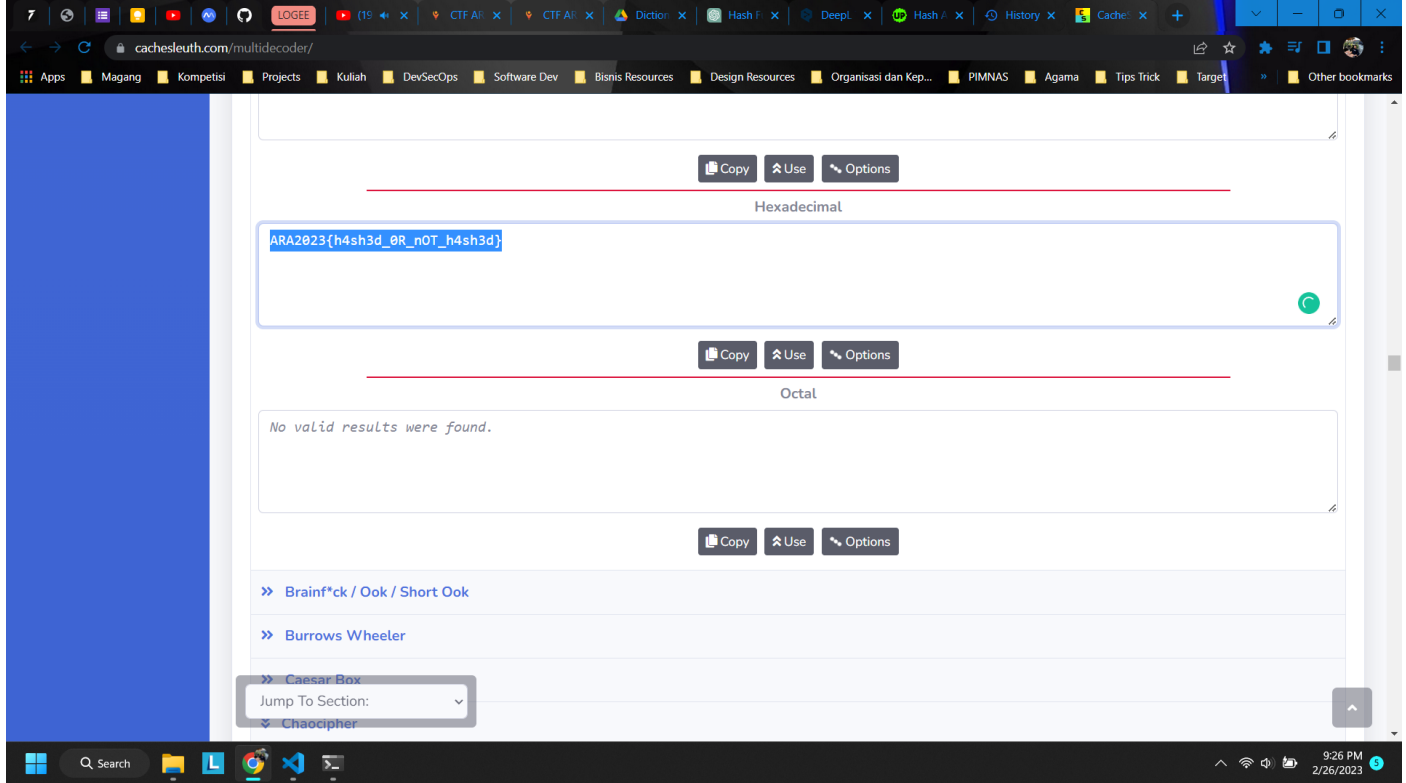 LOGEE
(19
CTF AR
CTF AR
Diction
Hash F
DeepL
Hash A
History
Cache
cachesleuth.com/multidecoder/
Apps Magang Kompetisi Projects Kuliah DevSecOps Software Dev Bisnis Resources Design Resources Organisasi dan Kep... PIMNAS Agama Tips Trick Target » Other bookmarks
Copy Use Options
Hexadecimal
ARA2023{h4sh3d_0R_nOT_h4sh3d}
Copy Use Options
Octal
No valid results were found.
Copy Use Options
Brainf*ck / Ook / Short Ook
Burrows Wheeler
Caesar Box
Jump To Section:
Chaocipher
Search
9:26 PM
2/26/2023
5